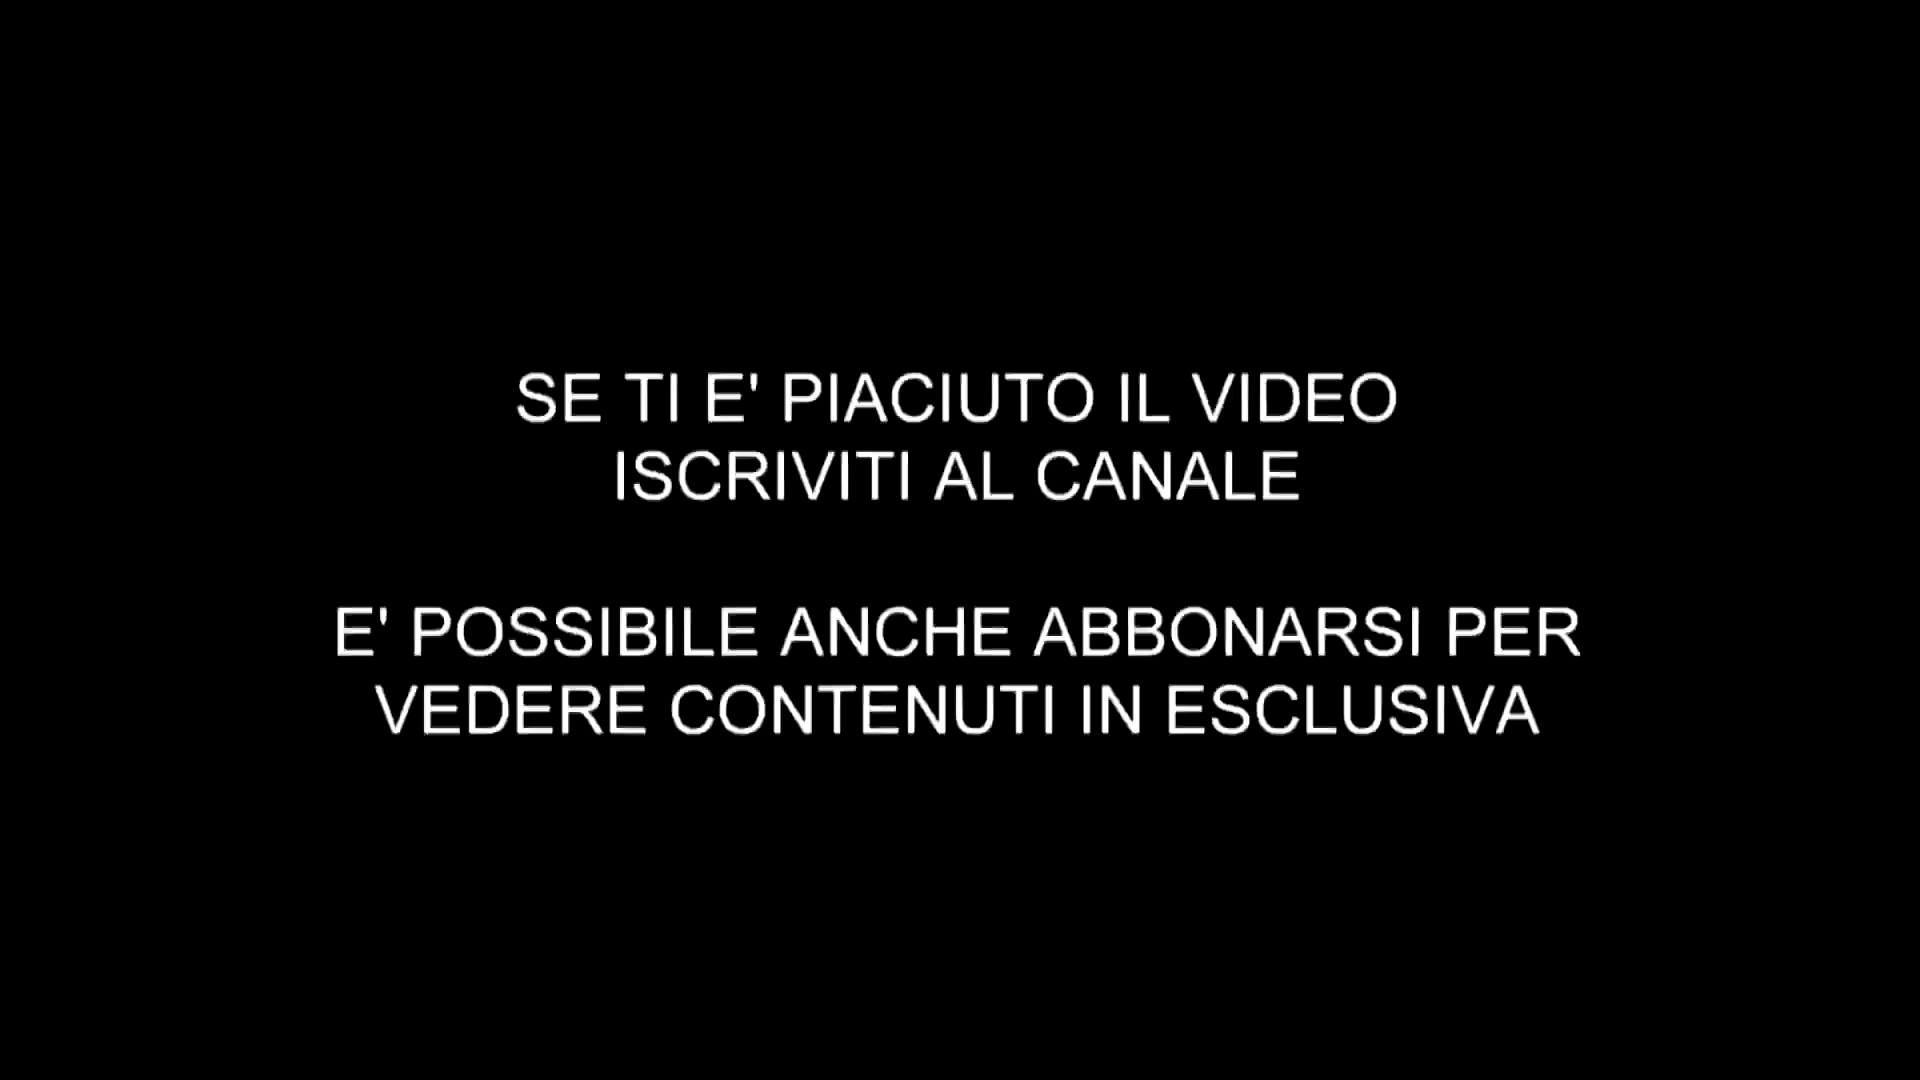 SE TI E' PIACIUTO IL VIDEO
ISCRIVITI AL CANALE
E' POSSIBILE ANCHE ABBONARSI PER
VEDERE CONTENUTI IN ESCLUSIVA